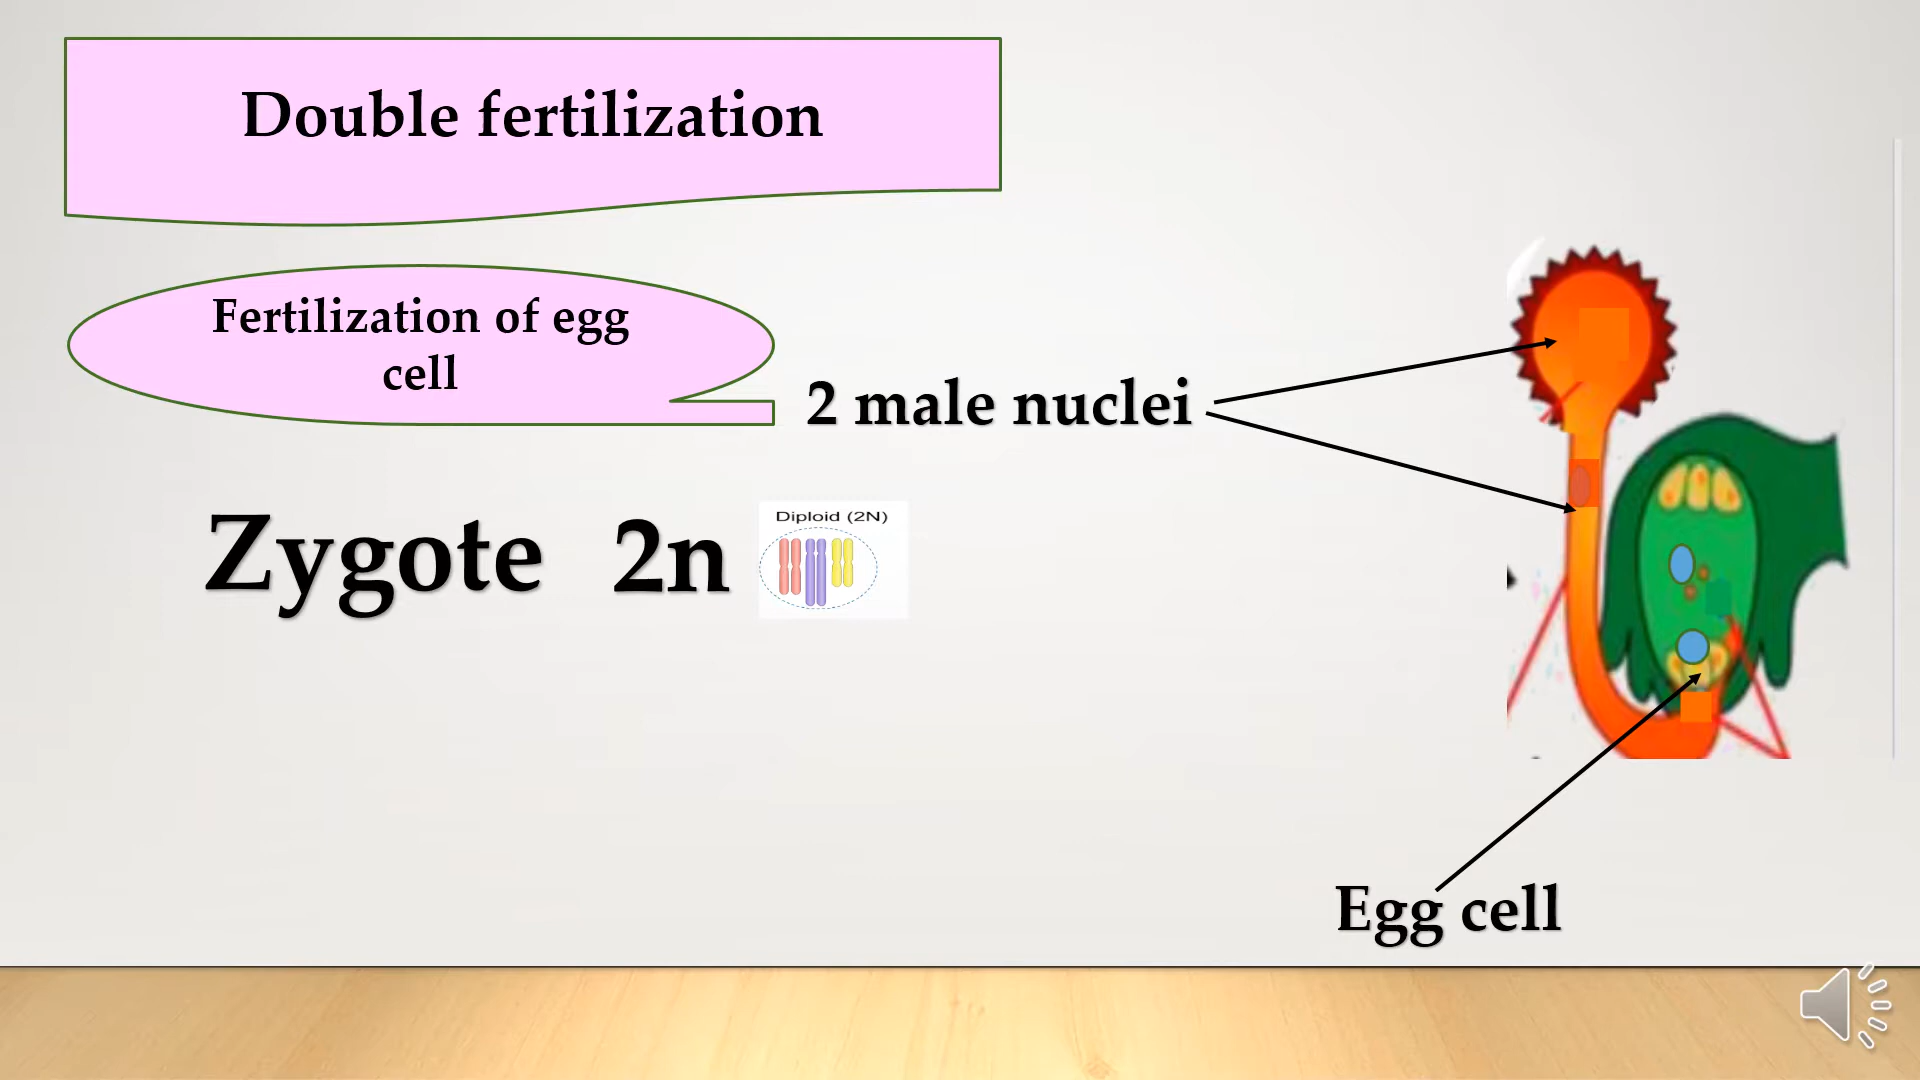 Double fertilization
Fertilization of egg
cell
2 male nuclei
Zygote 2n
Diploid (2N)
Egg cell